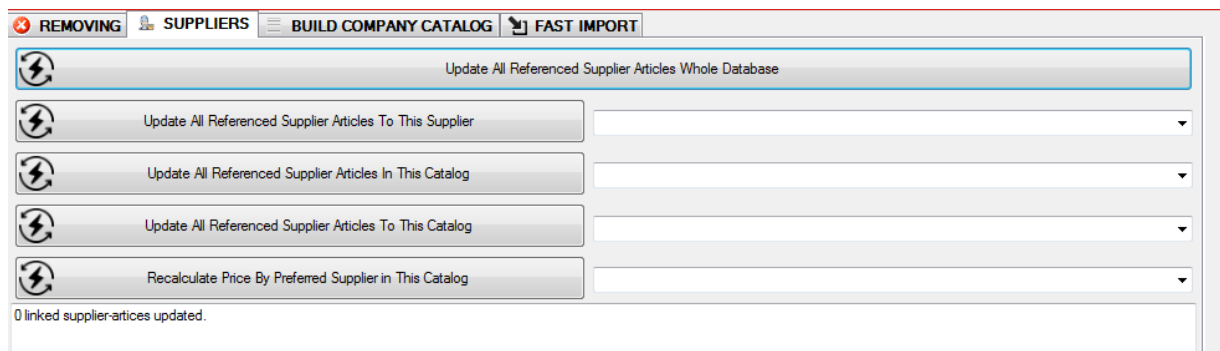 REMOVING SUPPLIERS BUILD COMPANY CATALOG FAST IMPORT
Update All Referenced Supplier Articles Whole Database
Update All Referenced Supplier Articles To This Supplier
Update All Referenced Supplier Articles In This Catalog
Update All Referenced Supplier Articles To This Catalog
Recalculate Price By Preferred Supplier in This Catalog
0 linked supplier-artices updated.